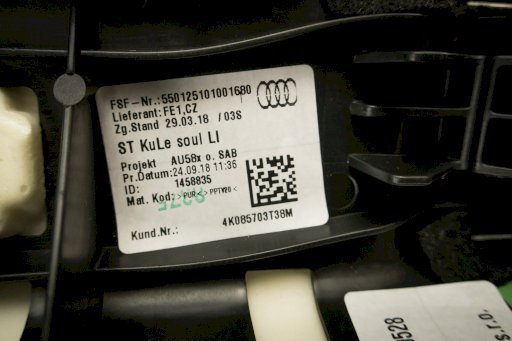 FSF-Nr.:550125101001680
Lieferant:FE1,CZ
Zg.Stand 29.03.18 /03S
ST KuLe soul LI
Projekt AU58x o. SAB
Pr.Datum:24.09.18 11:36
ID: 1458835
Mat. Kod: >PUR< >PPTV20<
Kund.Nr.: 4K085703T38M
s.r.o.